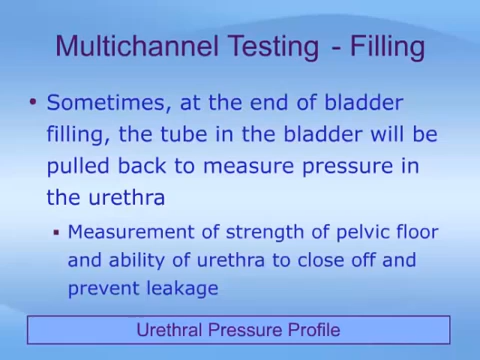 Multichannel Testing - Filling
• Sometimes, at the end of bladder
filling, the tube in the bladder will be
pulled back to measure pressure in
the urethra
▪ Measurement of strength of pelvic floor
and ability of urethra to close off and
prevent leakage
Urethral Pressure Profile